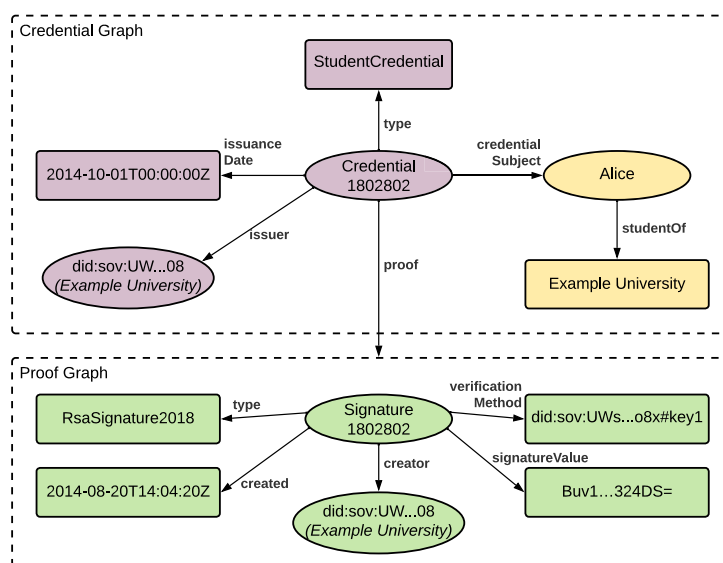 Credential Graph
StudentCredential
type
issuance
Date
credential
Subject
2014-10-01T00:00:00Z
Credential
1802802
Alice
issuer
studentOf
did:sov:UW...08
(Example University)
proof
Example University
Proof Graph
RsaSignature2018
type
Signature
1802802
verification
Method
did:sov:UWs...o8x#key1
2014-08-20T14:04:20Z
created
creator
signatureValue
Buv1…324DS=
did:sov:UW...08
(Example University)